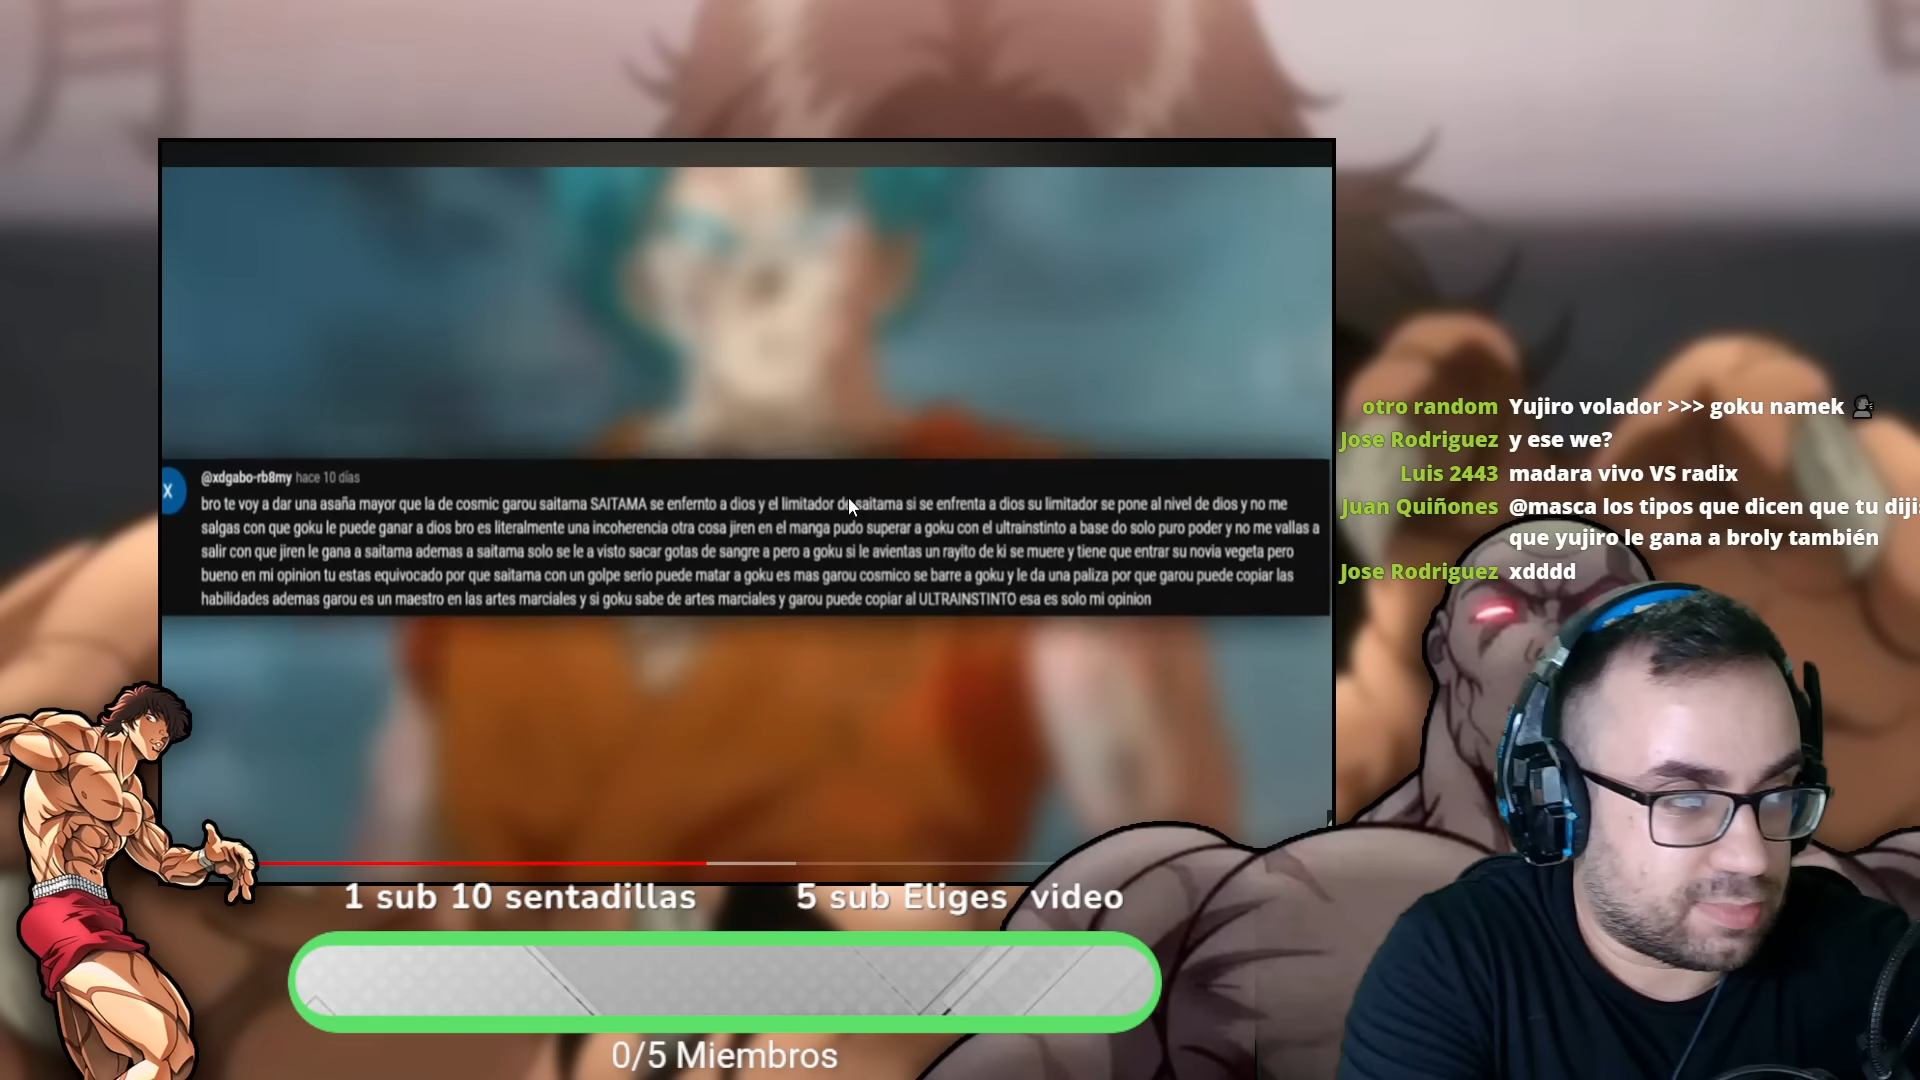 @xdgabo-rb8my hace 10 días
bro te voy a dar una asaña mayor que la de cosmic garou saitama SAITAMA se enfernto a dios y el limitador de saitama si se enfrenta a dios su limitador se pone al nivel de dios y no me
salgas con que goku le puede ganar a dios bro es literalmente una incoherencia otra cosa jiren en el manga pudo superar a goku con el ultrainstinto a base do solo puro poder y no me vallas a
salir con que jiren le gana a saitama ademas a saitama solo se le a visto sacar gotas de sangre a pero a goku si le avientas un rayito de ki se muere y tiene que entrar su novia vegeta pero
bueno en mi opinion tu estas equivocado por que saitama con un golpe serio puede matar a goku es mas garou cosmico se barre a goku y le da una paliza por que garou puede copiar las
habilidades ademas garou es un maestro en las artes marciales y si goku sabe de artes marciales y garou puede copiar al ULTRAINSTINTO esa es solo mi opinion
X
otro random Yujiro volador >>> goku namek
Jose Rodriguez y ese we?
Luis 2443 madara vivo VS radix
Juan Quiñones @masca los tipos que dicen que tu diji
que yujiro le gana a broly también
Jose Rodriguez xdddd
1 sub 10 sentadillas 5 sub Eliges video
0/5 Miembros